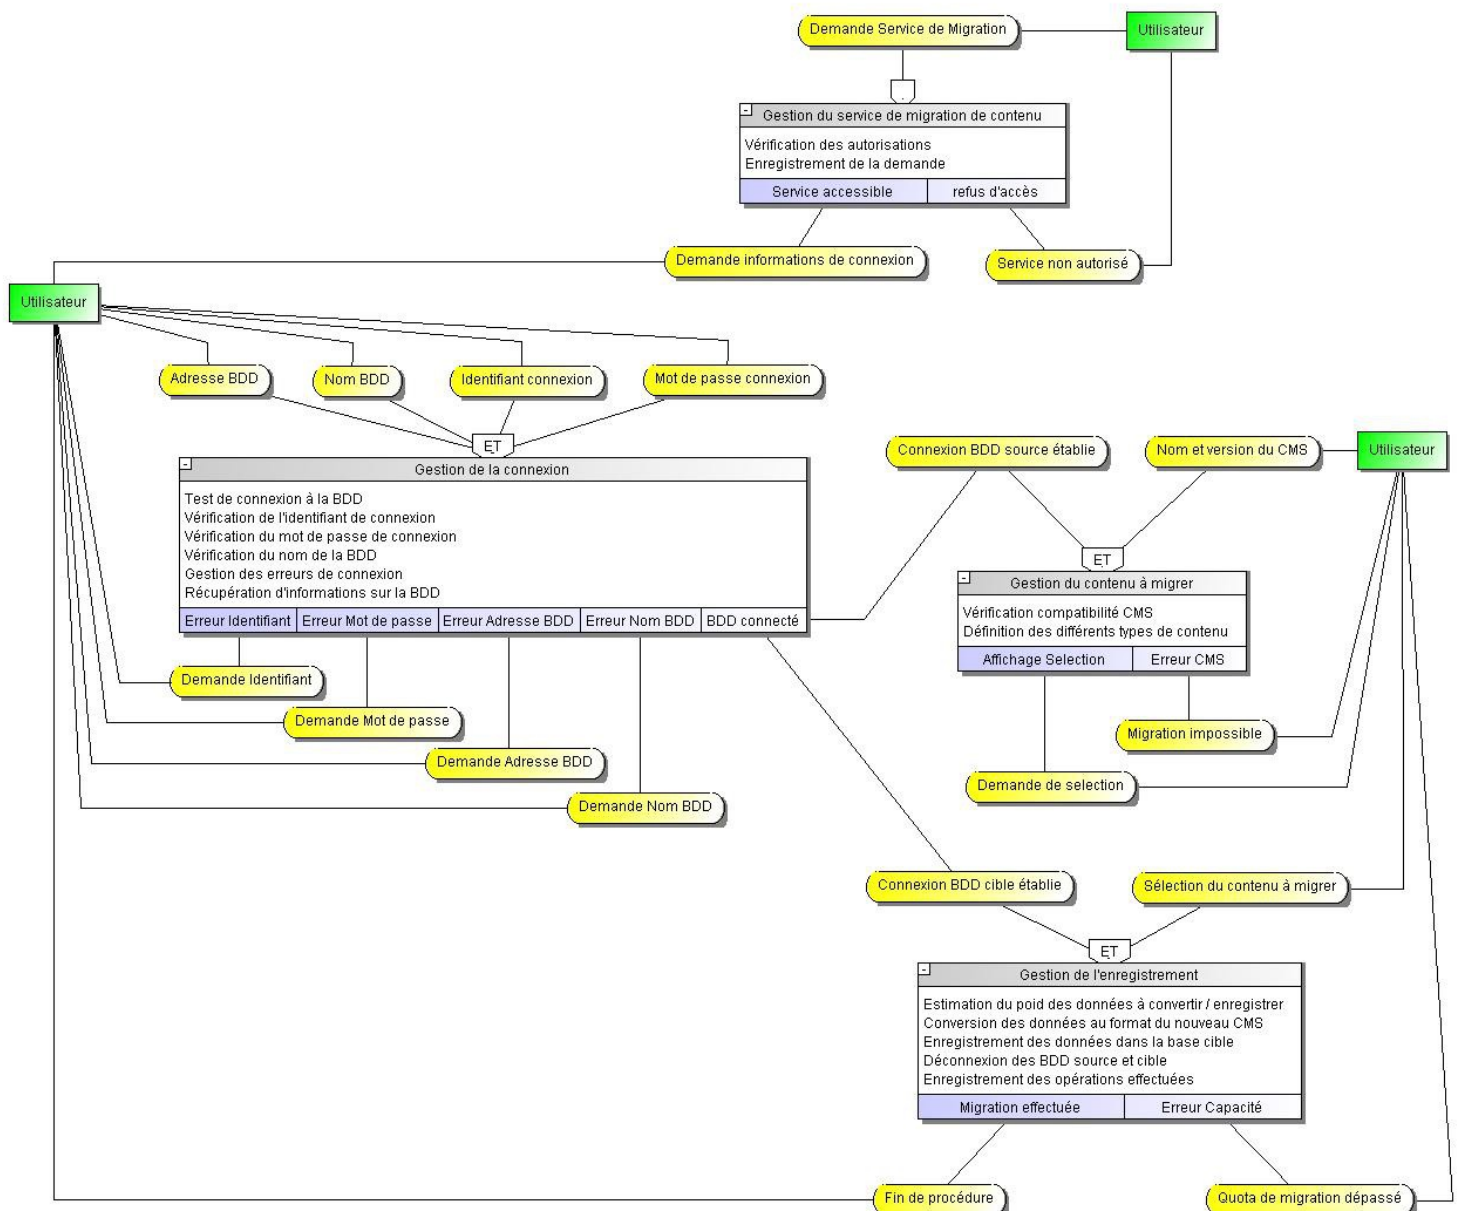 Demande Service de Migration
Utilisateur
Gestion du service de migration de contenu
Vérification des autorisations
Enregistrement de la demande
Service accessible
refus d'accès
Demande informations de connexion
Service non autorisé
Utilisateur
Adresse BDD
Nom BDD
Identifiant connexion
Mot de passe connexion
ET
Gestion de la connexion
Test de connexion à la BDD
Vérification de l'identifiant de connexion
Vérification du mot de passe de connexion
Vérification du nom de la BDD
Gestion des erreurs de connexion
Récupération d'informations sur la BDD
Erreur Identifiant
Erreur Mot de passe
Erreur Adresse BDD
Erreur Nom BDD
BDD connecté
Demande Identifiant
Demande Mot de passe
Demande Adresse BDD
Demande Nom BDD
Connexion BDD source établie
Nom et version du CMS
Utilisateur
ET
Gestion du contenu à migrer
Vérification compatibilité CMS
Définition des différents types de contenu
Affichage Selection
Erreur CMS
Migration impossible
Demande de selection
Connexion BDD cible établie
Sélection du contenu à migrer
ET
Gestion de l'enregistrement
Estimation du poid des données à convertir / enregistrer
Conversion des données au format du nouveau CMS
Enregistrement des données dans la base cible
Déconnexion des BDD source et cible
Enregistrement des opérations effectuées
Migration effectuée
Erreur Capacité
Fin de procédure
Quota de migration dépassé